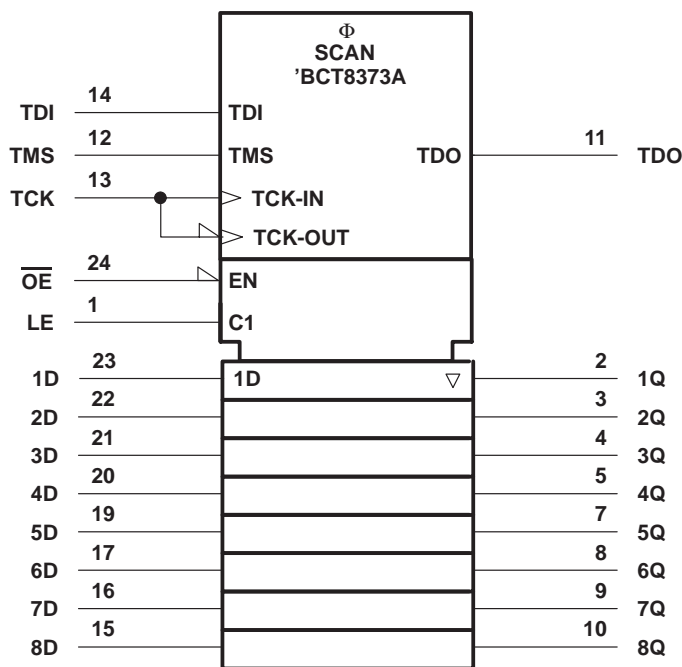 Φ
SCAN
’BCT8373A
TDI 14 TDI
TMS 12 TMS TDO 11 TDO
TCK 13 TCK-IN
TCK-OUT
OE 24 EN
LE 1 C1
1D 23 1D 2 1Q
2D 22 3 2Q
3D 21 4 3Q
4D 20 5 4Q
5D 19 7 5Q
6D 17 8 6Q
7D 16 9 7Q
8D 15 10 8Q